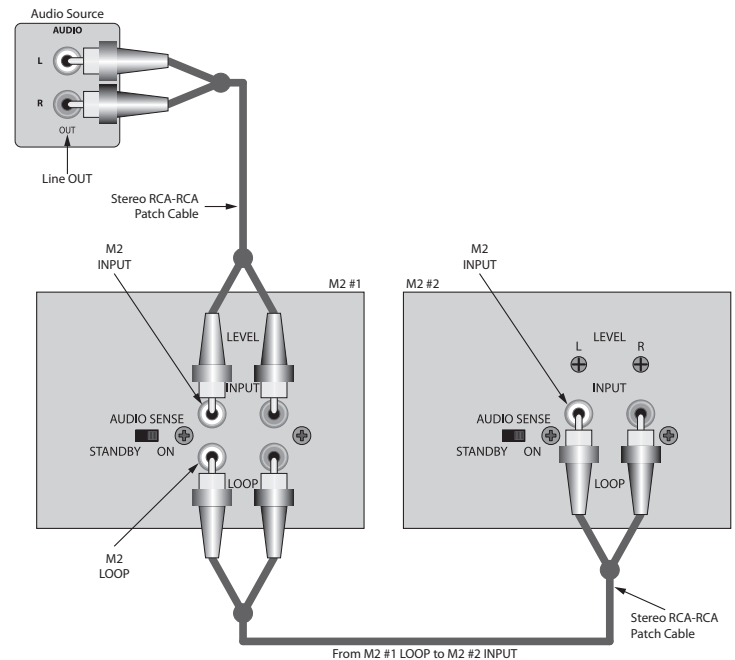 Audio Source
AUDIO
L
R
OUT
Line OUT
Stereo RCA-RCA
Patch Cable
M2
INPUT
M2 #1
LEVEL
INPUT
AUDIO SENSE
STANDBY ON
LOOP
M2
LOOP
M2
INPUT
M2 #2
LEVEL
L R
INPUT
AUDIO SENSE
STANDBY ON
LOOP
Stereo RCA-RCA
Patch Cable
From M2 #1 LOOP to M2 #2 INPUT